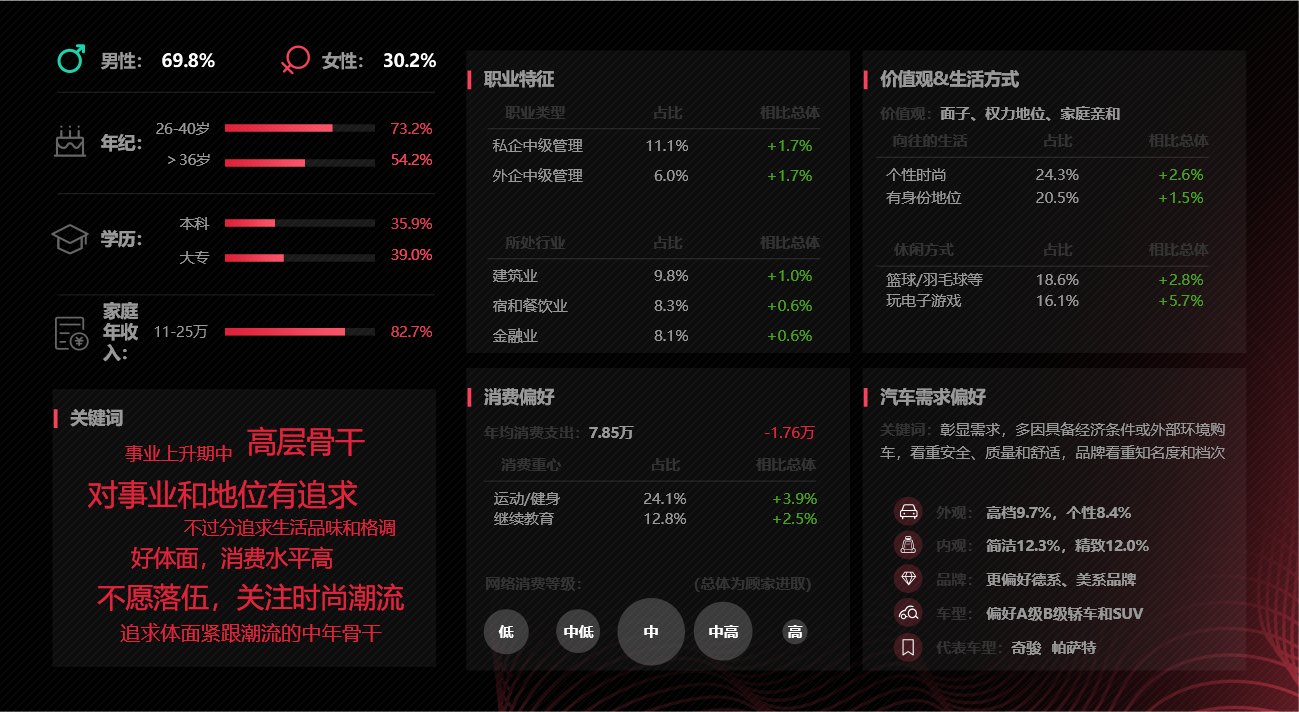 男性： 69.8% 女性： 30.2%
年纪：
26-40岁 73.2%
＞36岁 54.2%
学历：
本科 35.9%
大专 39.0%
家庭
年收
入：
11-25万 82.7%
关键词
事业上升期中 高层骨干
对事业和地位有追求
不过分追求生活品味和格调
好体面，消费水平高
不愿落伍，关注时尚潮流
追求体面紧跟潮流的中年骨干
职业特征
职业类型 占比 相比总体
私企中级管理 11.1% +1.7%
外企中级管理 6.0% +1.7%
所处行业 占比 相比总体
建筑业 9.8% +1.0%
宿和餐饮业 8.3% +0.6%
金融业 8.1% +0.6%
价值观&生活方式
价值观：面子、权力地位、家庭亲和
向往的生活 占比 相比总体
个性时尚 24.3% +2.6%
有身份地位 20.5% +1.5%
休闲方式 占比 相比总体
篮球/羽毛球等 18.6% +2.8%
玩电子游戏 16.1% +5.7%
消费偏好
年均消费支出：7.85万 -1.76万
消费重心 占比 相比总体
运动/健身 24.1% +3.9%
继续教育 12.8% +2.5%
网络消费等级： (总体为顾家进取)
低 中低 中 中高 高
汽车需求偏好
关键词：彰显需求，多因具备经济条件或外部环境购
车，看重安全、质量和舒适，品牌看重知名度和档次
外观： 高档9.7%，个性8.4%
内观： 简洁12.3%，精致12.0%
品牌： 更偏好德系、美系品牌
车型： 偏好A级B级轿车和SUV
代表车型：奇骏 帕萨特